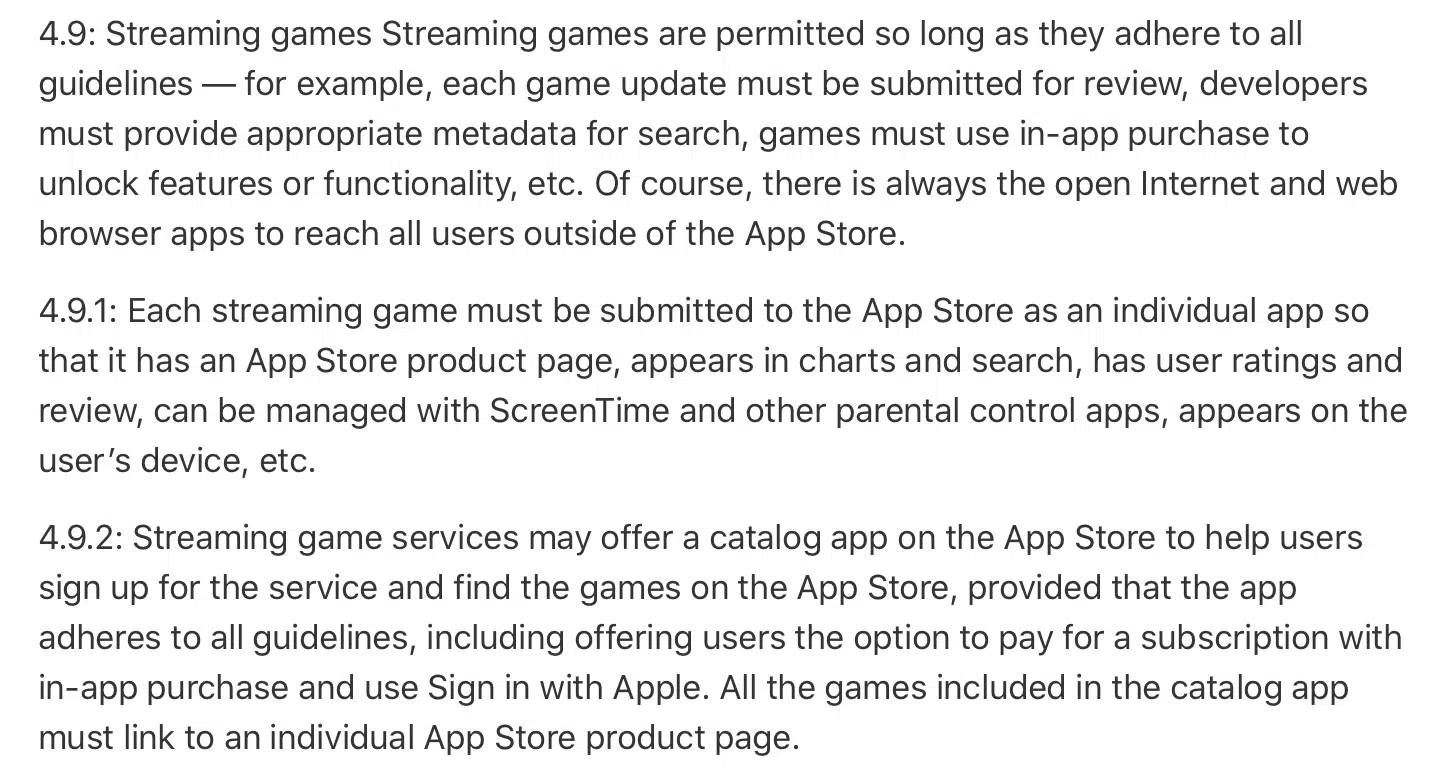 4.9: Streaming games Streaming games are permitted so long as they adhere to all
guidelines — for example, each game update must be submitted for review, developers
must provide appropriate metadata for search, games must use in-app purchase to
unlock features or functionality, etc. Of course, there is always the open Internet and web
browser apps to reach all users outside of the App Store.
4.9.1: Each streaming game must be submitted to the App Store as an individual app so
that it has an App Store product page, appears in charts and search, has user ratings and
review, can be managed with ScreenTime and other parental control apps, appears on the
user’s device, etc.
4.9.2: Streaming game services may offer a catalog app on the App Store to help users
sign up for the service and find the games on the App Store, provided that the app
adheres to all guidelines, including offering users the option to pay for a subscription with
in-app purchase and use Sign in with Apple. All the games included in the catalog app
must link to an individual App Store product page.